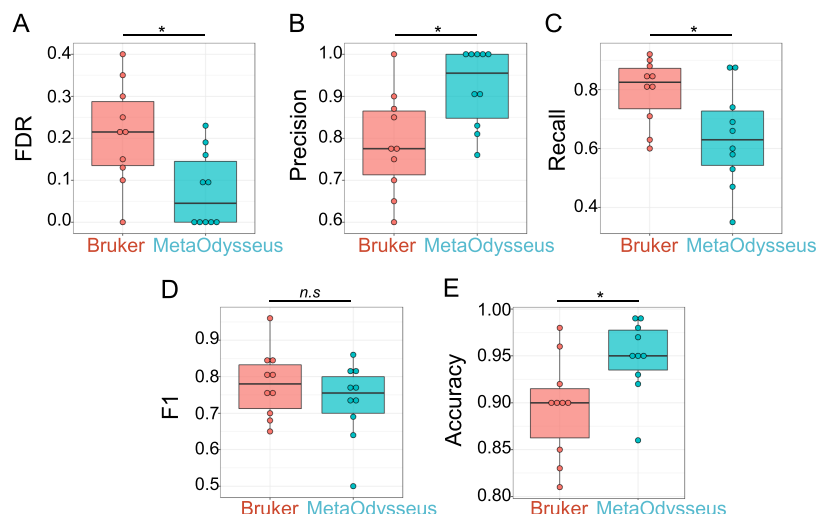 A
*
FDR
0.4
0.3
0.2
0.1
0.0
Bruker MetaOdysseus
B
*
Precision
1.0
0.9
0.8
0.7
0.6
Bruker MetaOdysseus
C
*
Recall
0.8
0.6
0.4
Bruker MetaOdysseus
D
n.s
F1
0.9
0.8
0.7
0.6
0.5
Bruker MetaOdysseus
E
*
Accuracy
1.00
0.95
0.90
0.85
0.80
Bruker MetaOdysseus